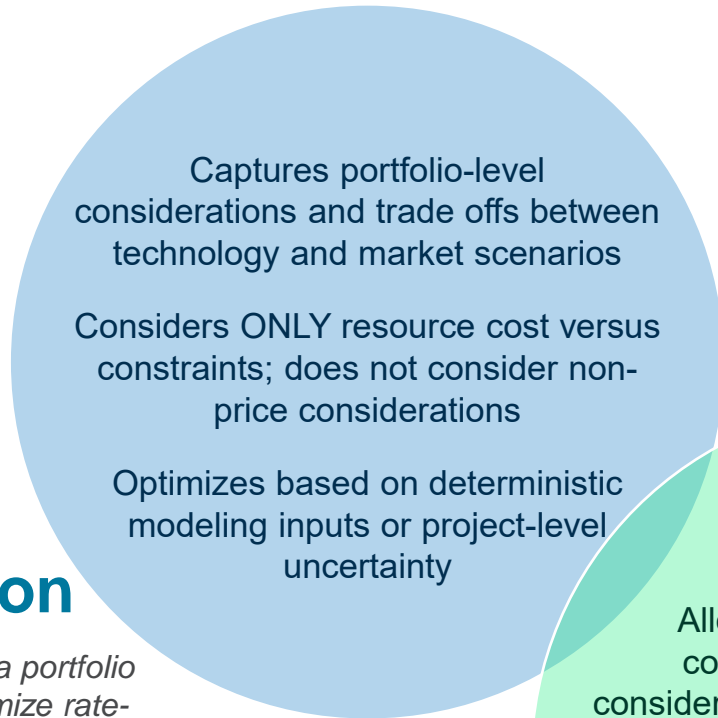 Captures portfolio-level
considerations and trade offs between
technology and market scenarios
Considers ONLY resource cost versus
constraints; does not consider non-
price considerations
Optimizes based on deterministic
modeling inputs or project-level
uncertainty
on
a portfolio
mize rate-
All
co
consider